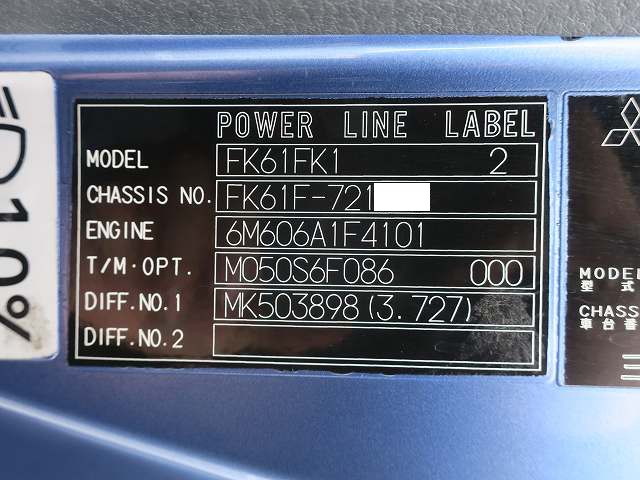 POWER LINE LABEL
MODEL FK61FK1 2
CHASSIS NO. FK61F-721
ENGINE 6M606A1F4101
T/M·OPT. M050S6F086 000
DIFF.NO.1 MK503898(3.727)
DIFF.NO.2
D10%
MODEL
型式
CHASS
車台番